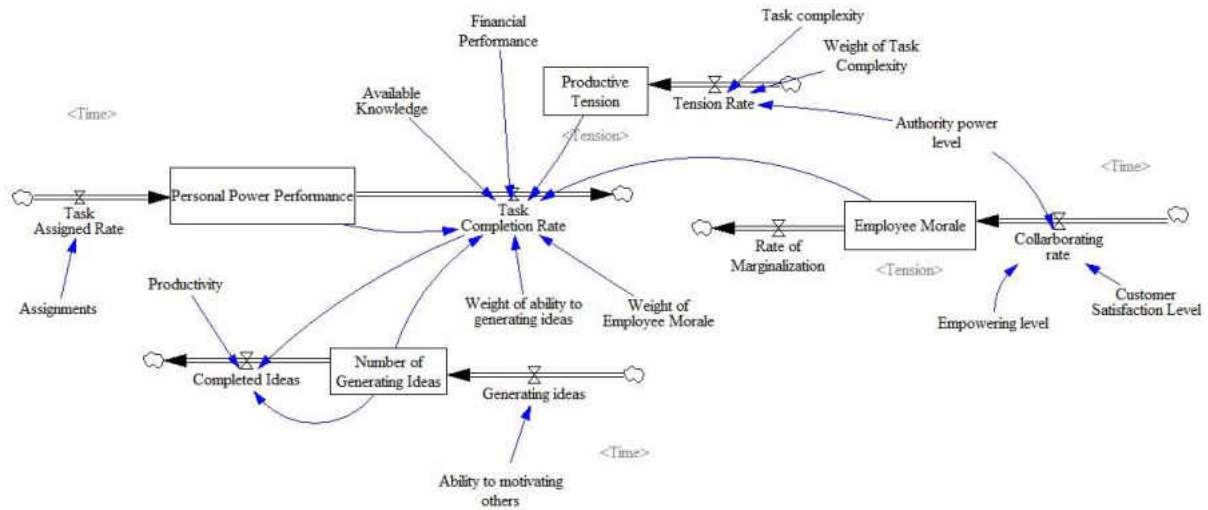 Task complexity
Financial
Performance
Weight of Task
Complexity
Productive
Tension
Tension Rate
Available
Knowledge
<Time>
<Tension>
Authority power
level
<Time>
Personal Power Performance
Task
Assigned Rate
Task
Completion Rate
Employee Morale
Rate of
Marginalization
Collarborating
rate
<Tension>
Productivity
Assignments
Weight of ability to
generating ideas
Weight of
Employee Morale
Empowering level
Customer
Satisfaction Level
Completed Ideas
Number of
Generating Ideas
Generating ideas
<Time>
Ability to motivating
others